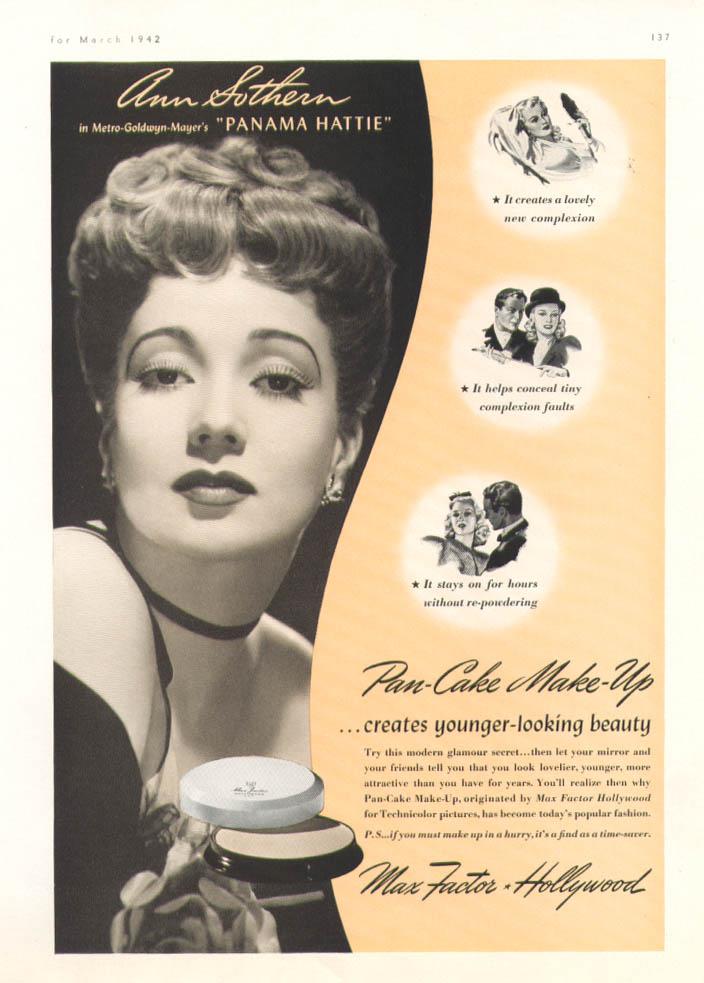 for March 1942
137
Ann Sothern
in Metro-Goldwyn-Mayer's "PANAMA HATTIE"
★ It creates a lovely
new complexion
★ It helps conceal tiny
complexion faults
★ It stays on for hours
without re-powdering
Pan-Cake Make-Up
...creates younger-looking beauty
Try this modern glamour secret...then let your mirror and
your friends tell you that you look lovelier, younger, more
attractive than you have for years. You'll realize then why
Pan-Cake Make-Up, originated by Max Factor Hollywood
for Technicolor pictures, has become today's popular fashion.
P.S...if you must make up in a hurry, it's a find as a time-saver.
Max Factor
HOLLYWOOD
Max Factor ★ Hollywood